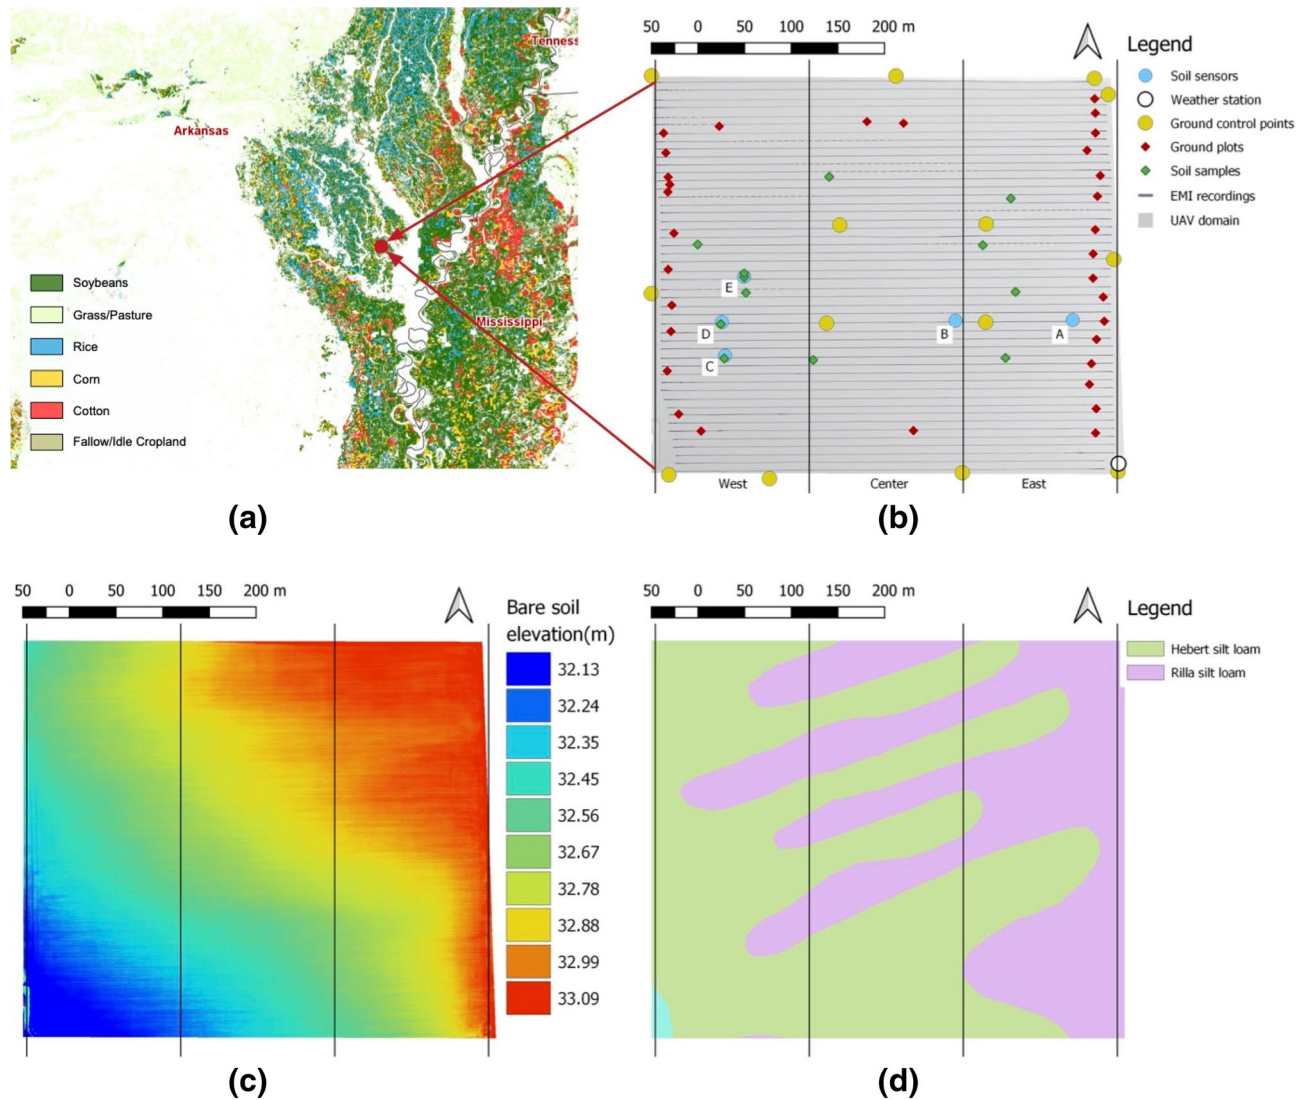 Tenness
Arkansas
Mississippi
Soybeans
Grass/Pasture
Rice
Corn
Cotton
Fallow/Idle Cropland
(a)
50 0 50 100 150 200 m
E
D
C
B
A
West Center East
Legend
Soil sensors
Weather station
Ground control points
Ground plots
Soil samples
EMI recordings
UAV domain
(b)
50 0 50 100 150 200 m
Bare soil
elevation(m)
32.13
32.24
32.35
32.45
32.56
32.67
32.78
32.88
32.99
33.09
(c)
50 0 50 100 150 200 m
Legend
Hebert silt loam
Rilla silt loam
(d)